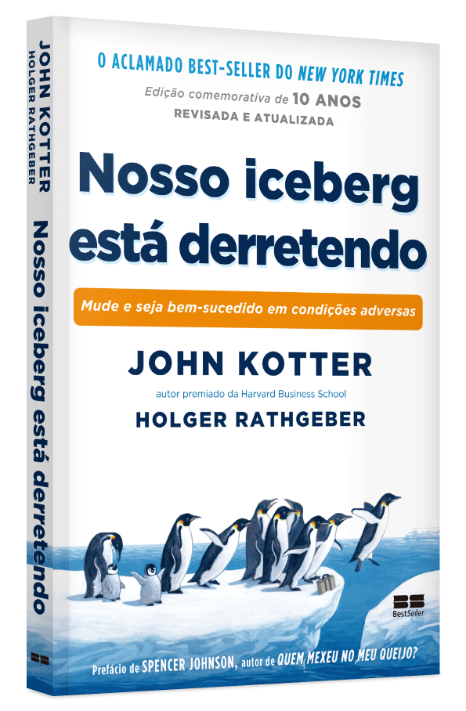 JOHN KOTTER
HOLGER RATHGEBER
Nosso iceberg está derretendo
O ACLAMADO BEST-SELLER DO NEW YORK TIMES
Edição comemorativa de 10 ANOS
REVISADA E ATUALIZADA
Nosso iceberg
está derretendo
Mude e seja bem-sucedido em condições adversas
JOHN KOTTER
autor premiado da Harvard Business School
HOLGER RATHGEBER
BS
BestSeller
Prefácio de SPENCER JOHNSON, autor de QUEM MEXEU NO MEU QUEIJO?